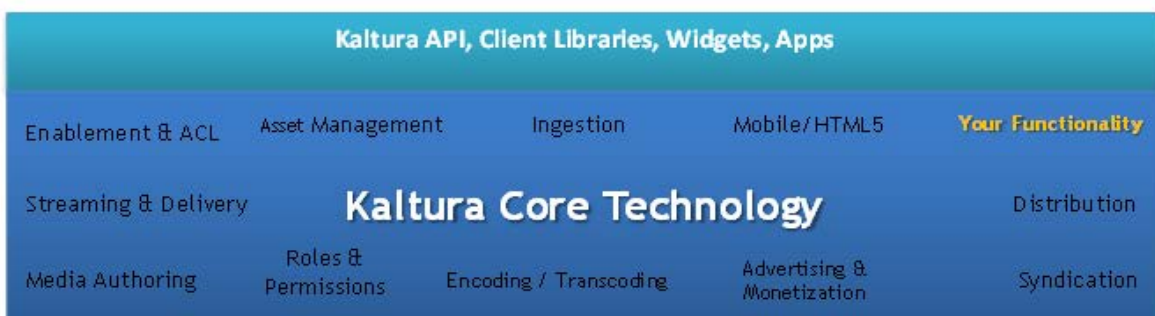 Kaltura API, Client Libraries, Widgets, Apps
Enablement & ACL
Asset Management
Ingestion
Mobile/HTML5
Your Functionality
Streaming & Delivery
Kaltura Core Technology
Distribution
Media Authoring
Roles &
Permissions
Encoding / Transcoding
Advertising &
Monetization
Syndication